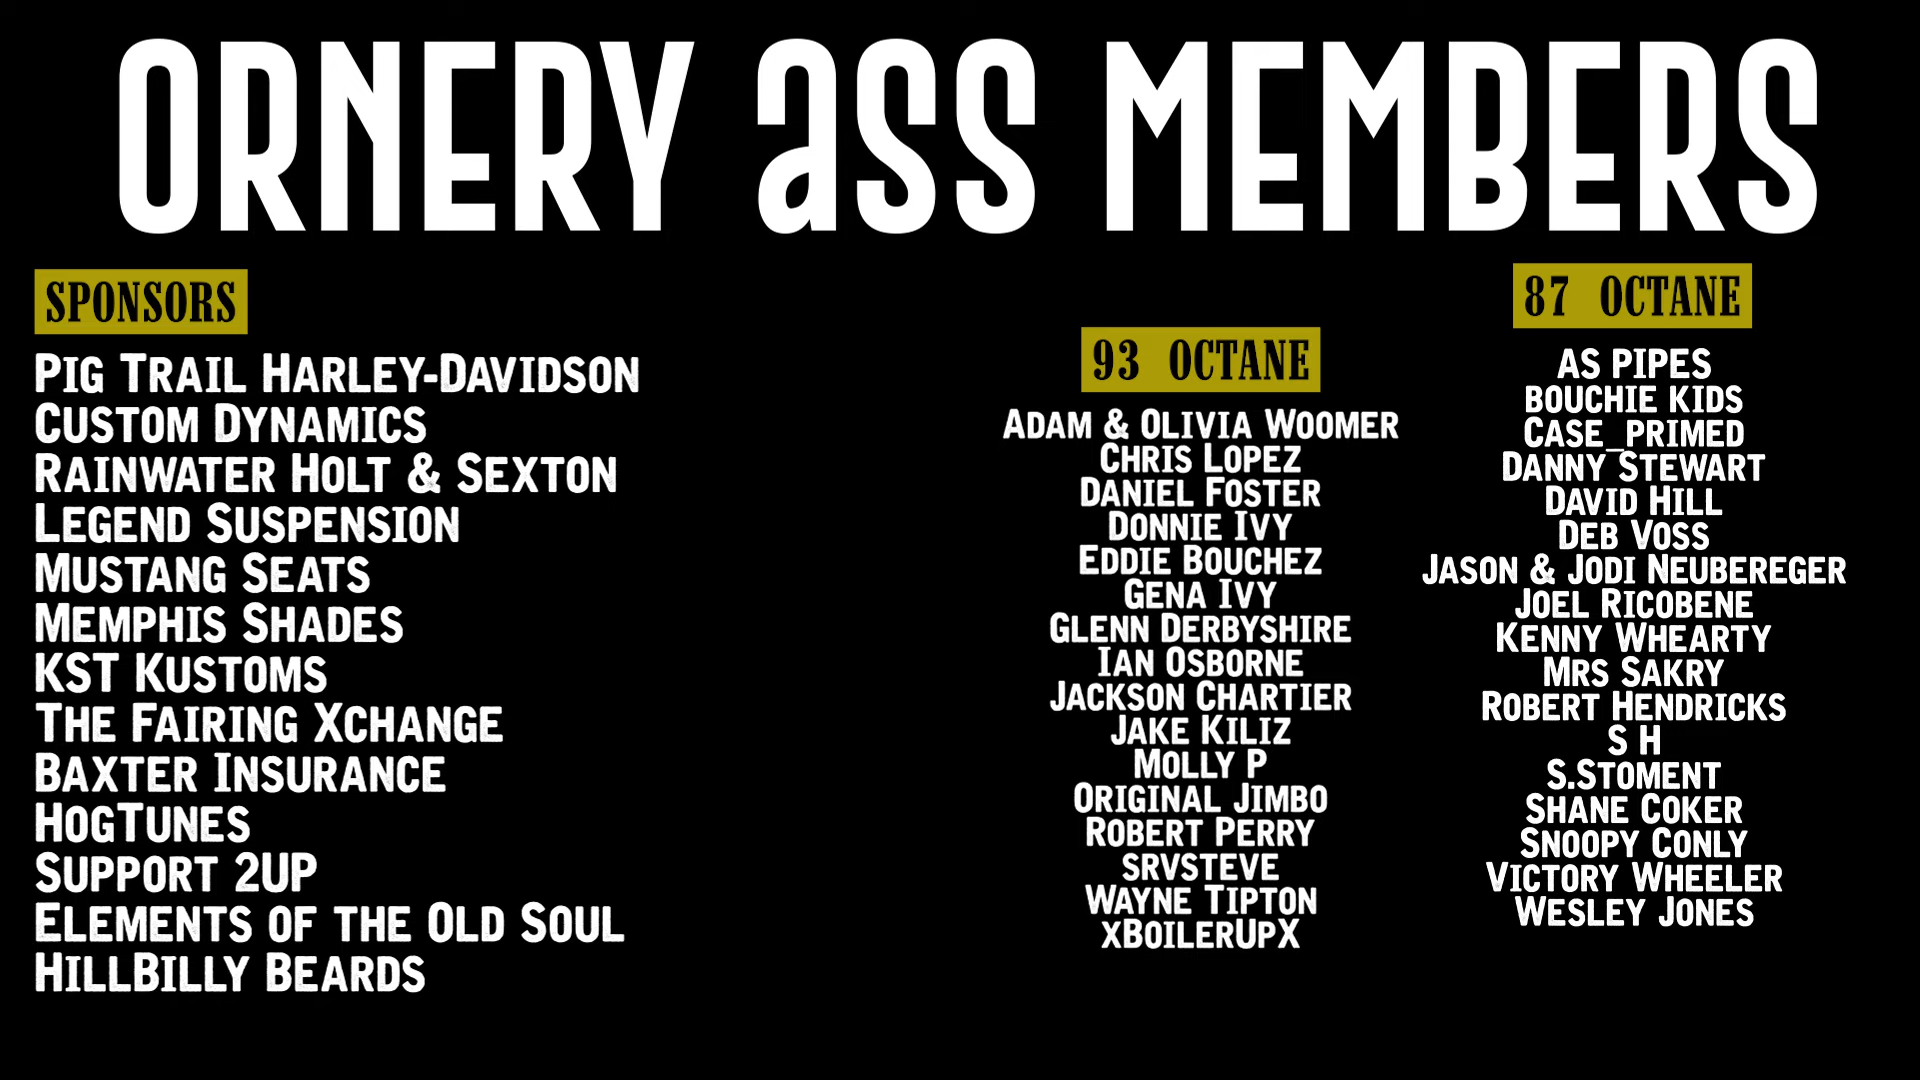 ORNERY aSS MEMBERS
SPONSORS
PIG TRAIL HARLEY-DAVIDSON
CUSTOM DYNAMICS
RAINWATER HOLT & SEXTON
LEGEND SUSPENSION
MUSTANG SEATS
MEMPHIS SHADES
KST KUSTOMS
THE FAIRING XCHANGE
BAXTER INSURANCE
HOGTUNES
SUPPORT 2UP
ELEMENTS OF THE OLD SOUL
HILLBILLY BEARDS
93 OCTANE
ADAM & OLIVIA WOOMER
CHRIS LOPEZ
DANIEL FOSTER
DONNIE IVY
EDDIE BOUCHEZ
GENA IVY
GLENN DERBYSHIRE
IAN OSBORNE
JACKSON CHARTIER
JAKE KILIZ
MOLLY P
ORIGINAL JIMBO
ROBERT PERRY
SRVSTEVE
WAYNE TIPTON
XBOILERUPX
87 OCTANE
AS PIPES
BOUCHIE KIDS
CASE_PRIMED
DANNY STEWART
DAVID HILL
DEB VOSS
JASON & JODI NEUBEREGER
JOEL RICOBENE
KENNY WHEARTY
MRS SAKRY
ROBERT HENDRICKS
S H
S.STOMENT
SHANE COKER
SNOOPY CONLY
VICTORY WHEELER
WESLEY JONES